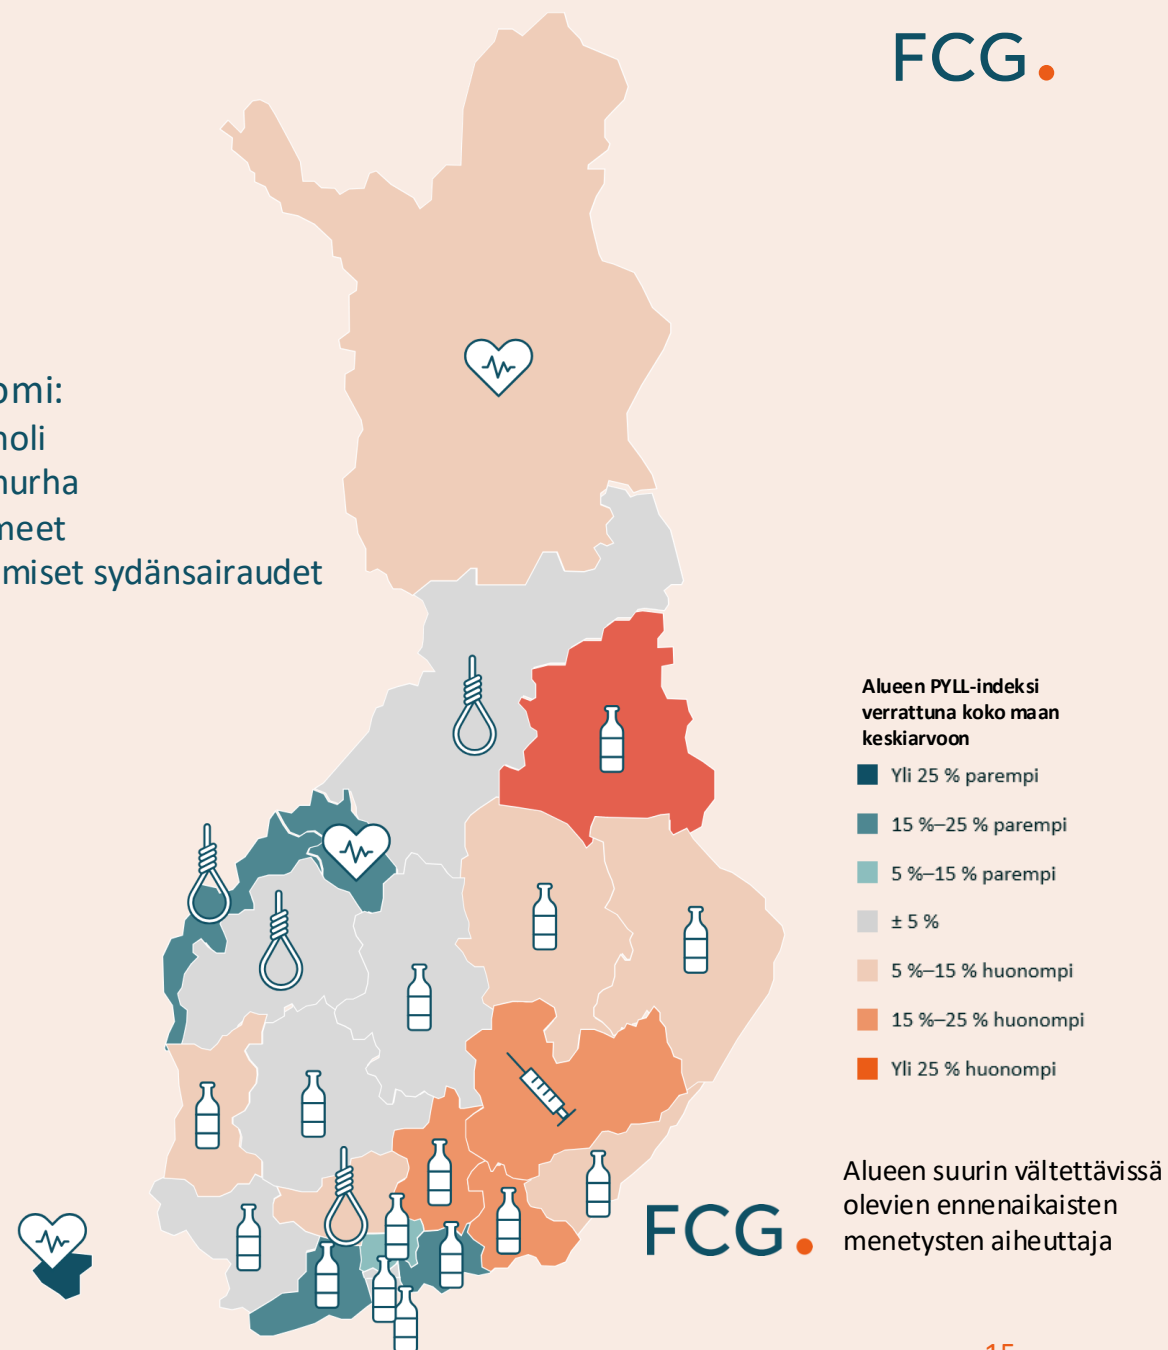 FCG.
omi:
noli
murha
meet
miset sydänsairaudet
Alueen PYLL-indeksi
verrattuna koko maan
keskiarvoon
Yli 25 % parempi
15 %–25 % parempi
5 %–15 % parempi
± 5 %
5 %–15 % huonompi
15 %–25 % huonompi
Yli 25 % huonompi
Alueen suurin vältettävissä
olevien ennenaikaisten
menetysten aiheuttaja
FCG.